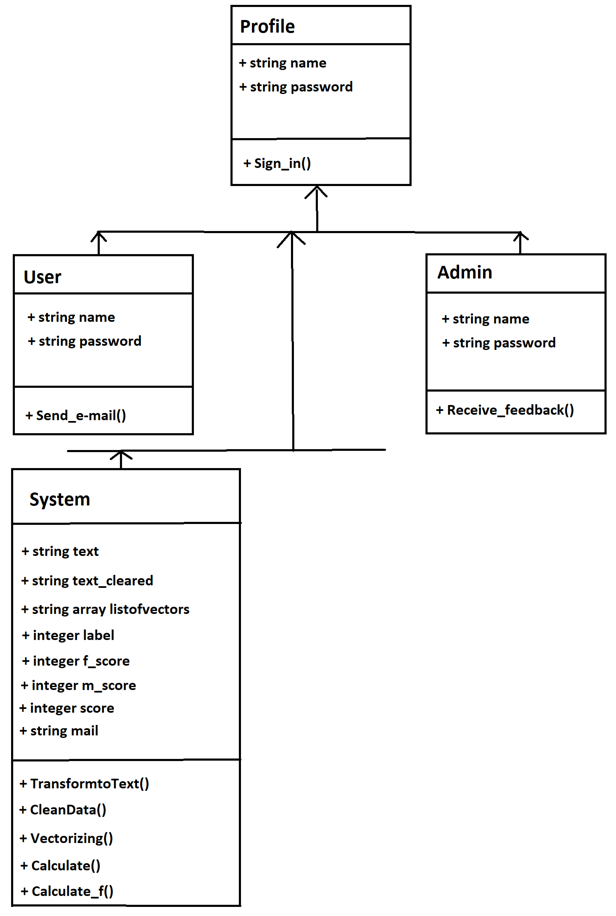 Profile
+ string name
+ string password
+ Sign_in()
User
+ string name
+ string password
+ Send_e-mail()
Admin
+ string name
+ string password
+ Receive_feedback()
System
+ string text
+ string text_cleared
+ string array listofvectors
+ integer label
+ integer f_score
+ integer m_score
+ integer score
+ string mail
+ TransformtoText()
+ CleanData()
+ Vectorizing()
+ Calculate()
+ Calculate_f()